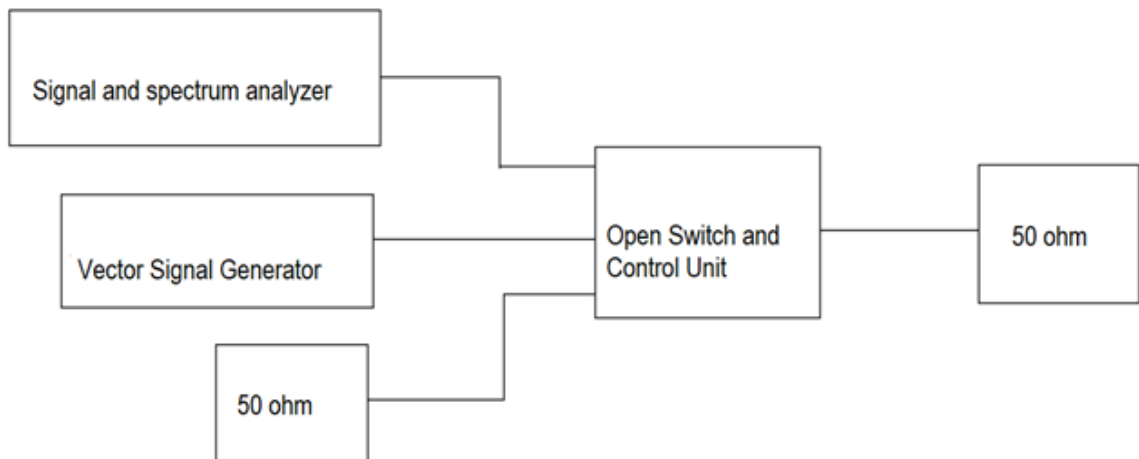 Signal and spectrum analyzer
Vector Signal Generator
50 ohm
Open Switch and
Control Unit
50 ohm